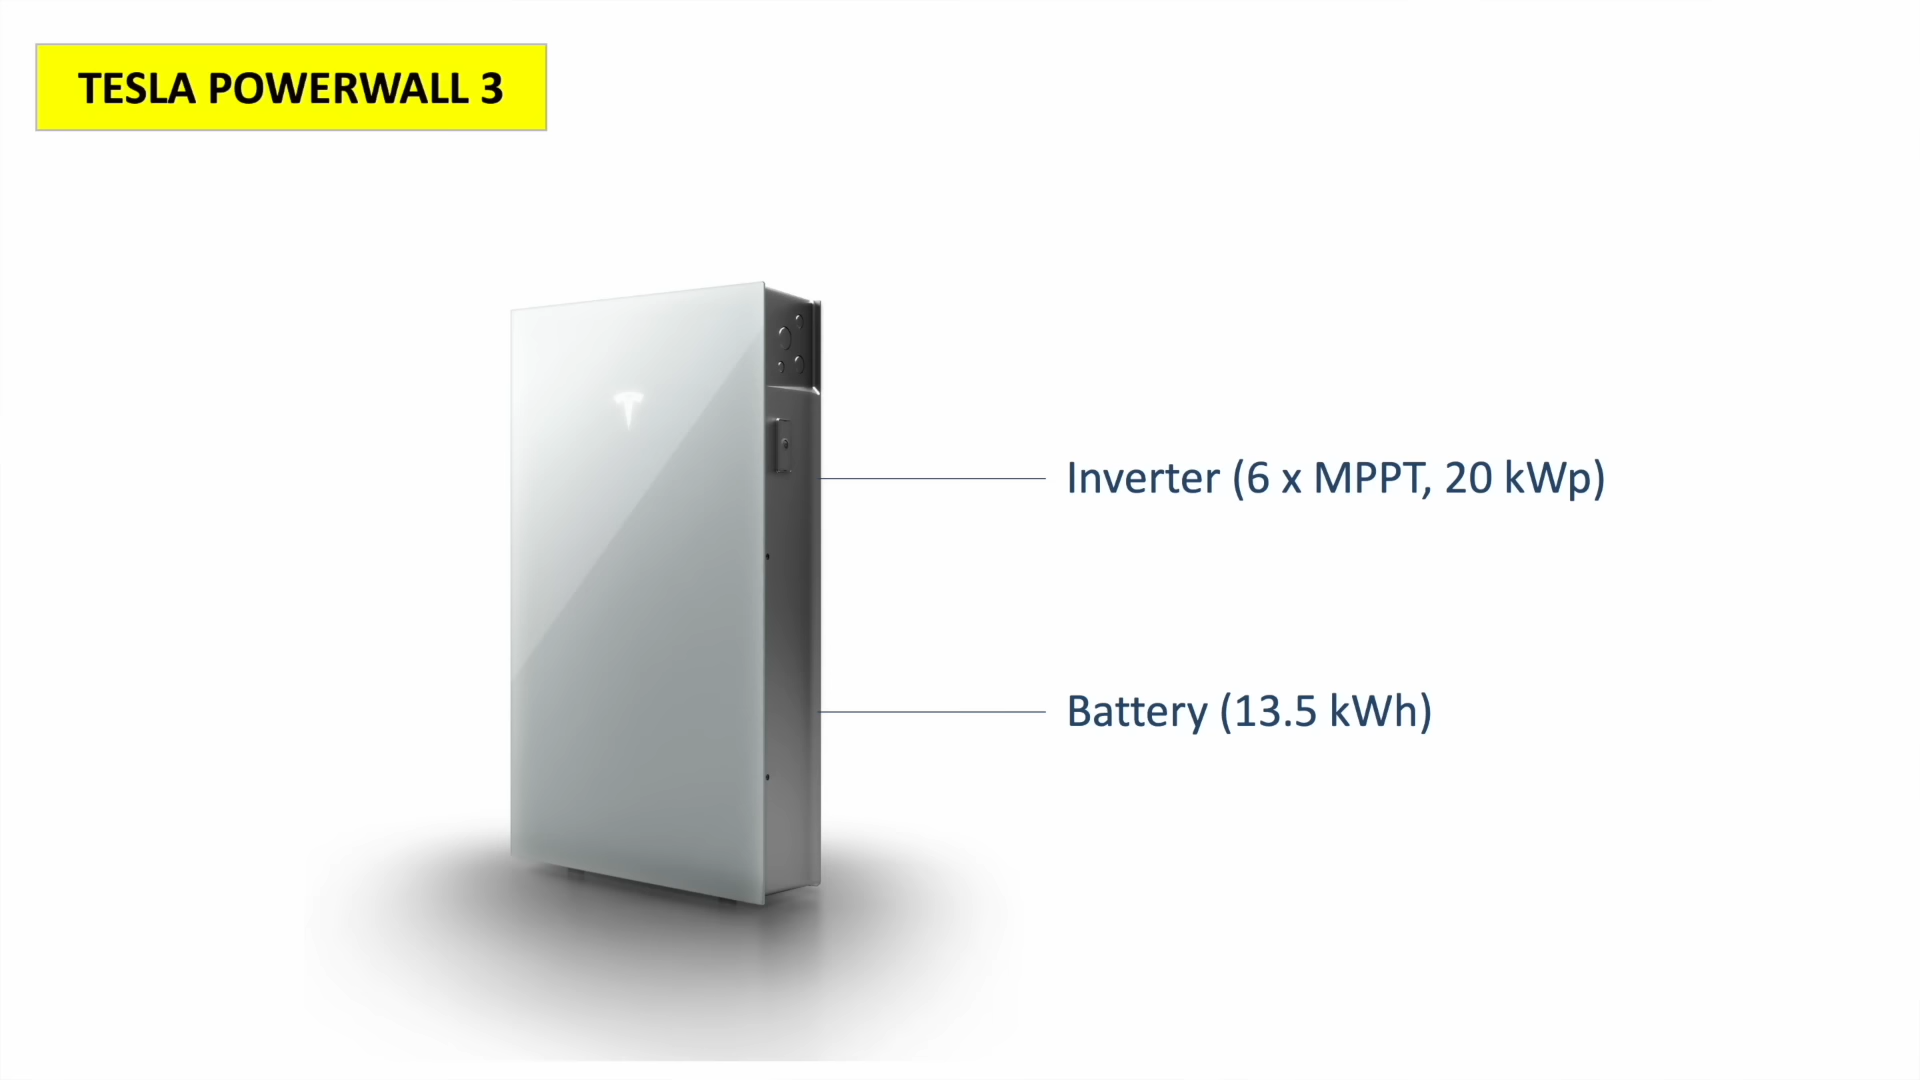 TESLA POWERWALL 3
Inverter (6 x MPPT, 20 kWp)
Battery (13.5 kWh)